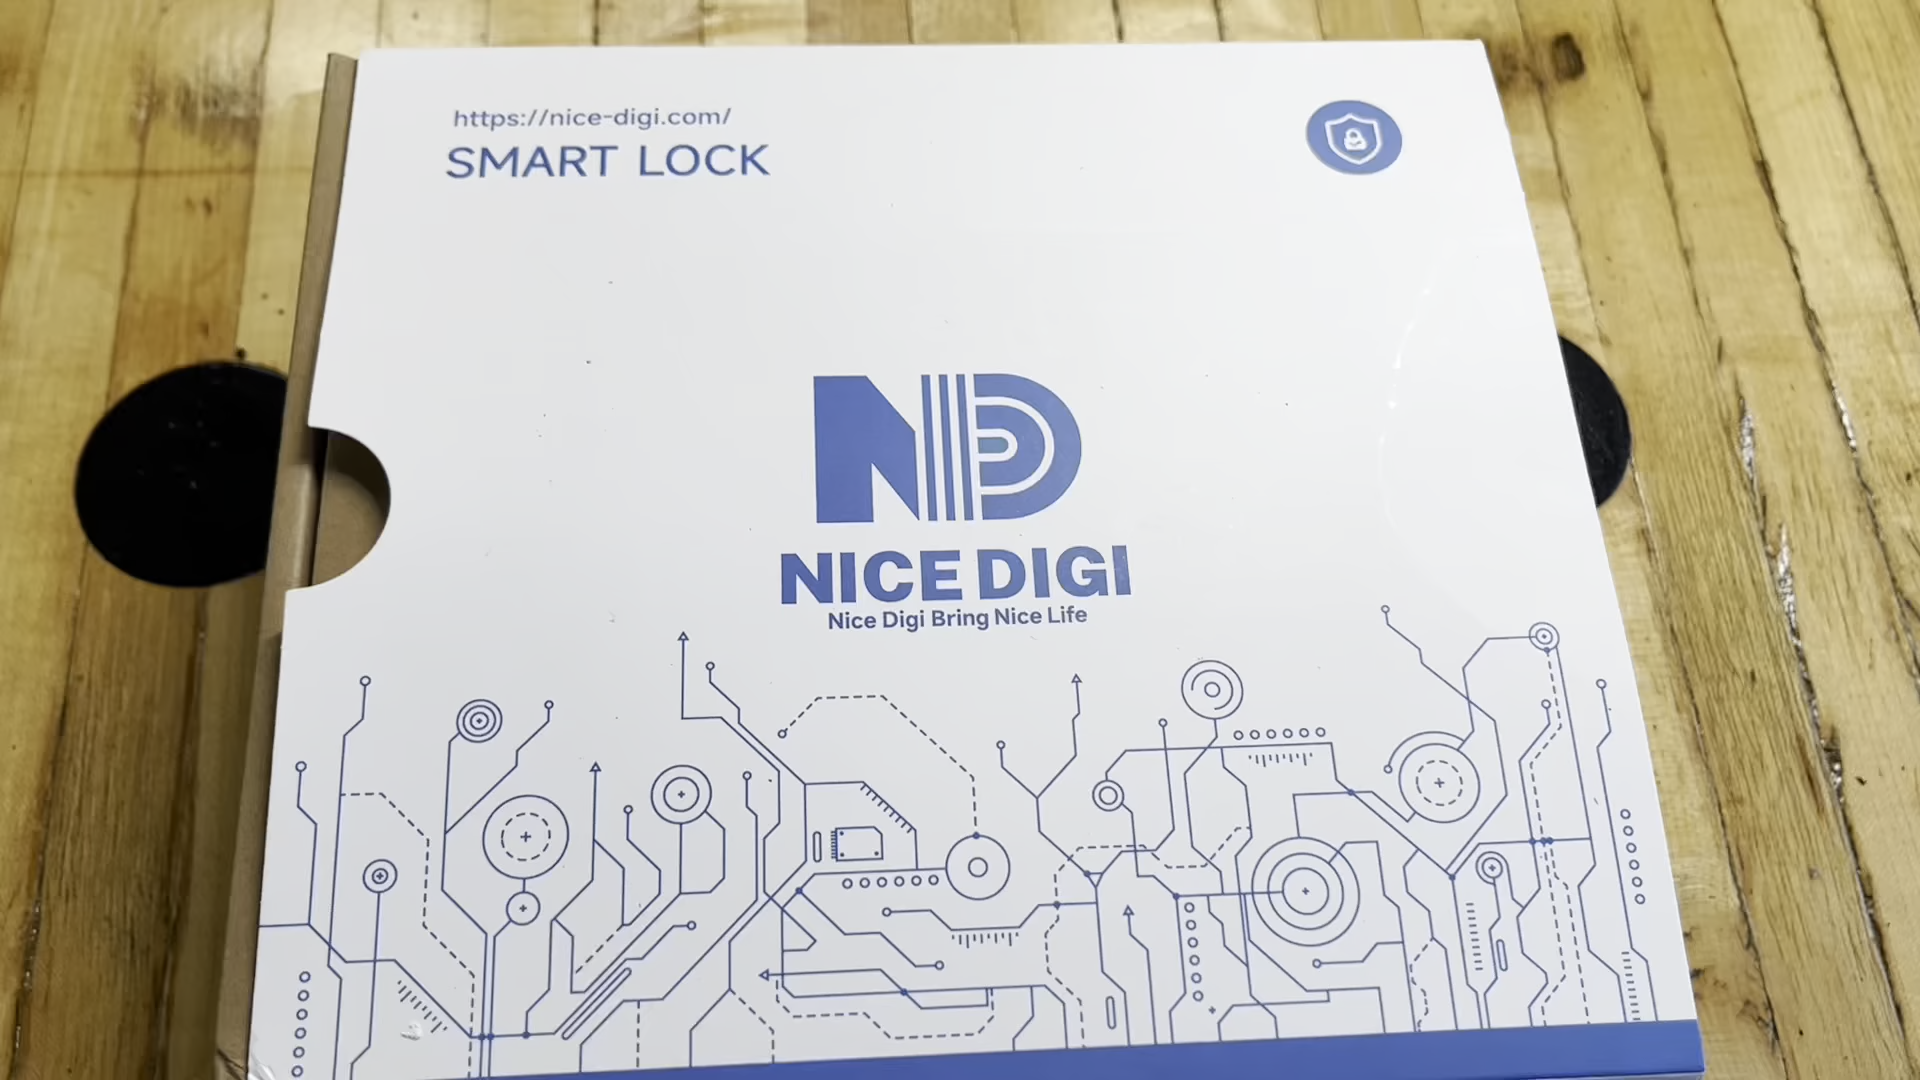 https://nice-digi.com/
SMART LOCK
ND
NICE DIGI
Nice Digi Bring Nice Life